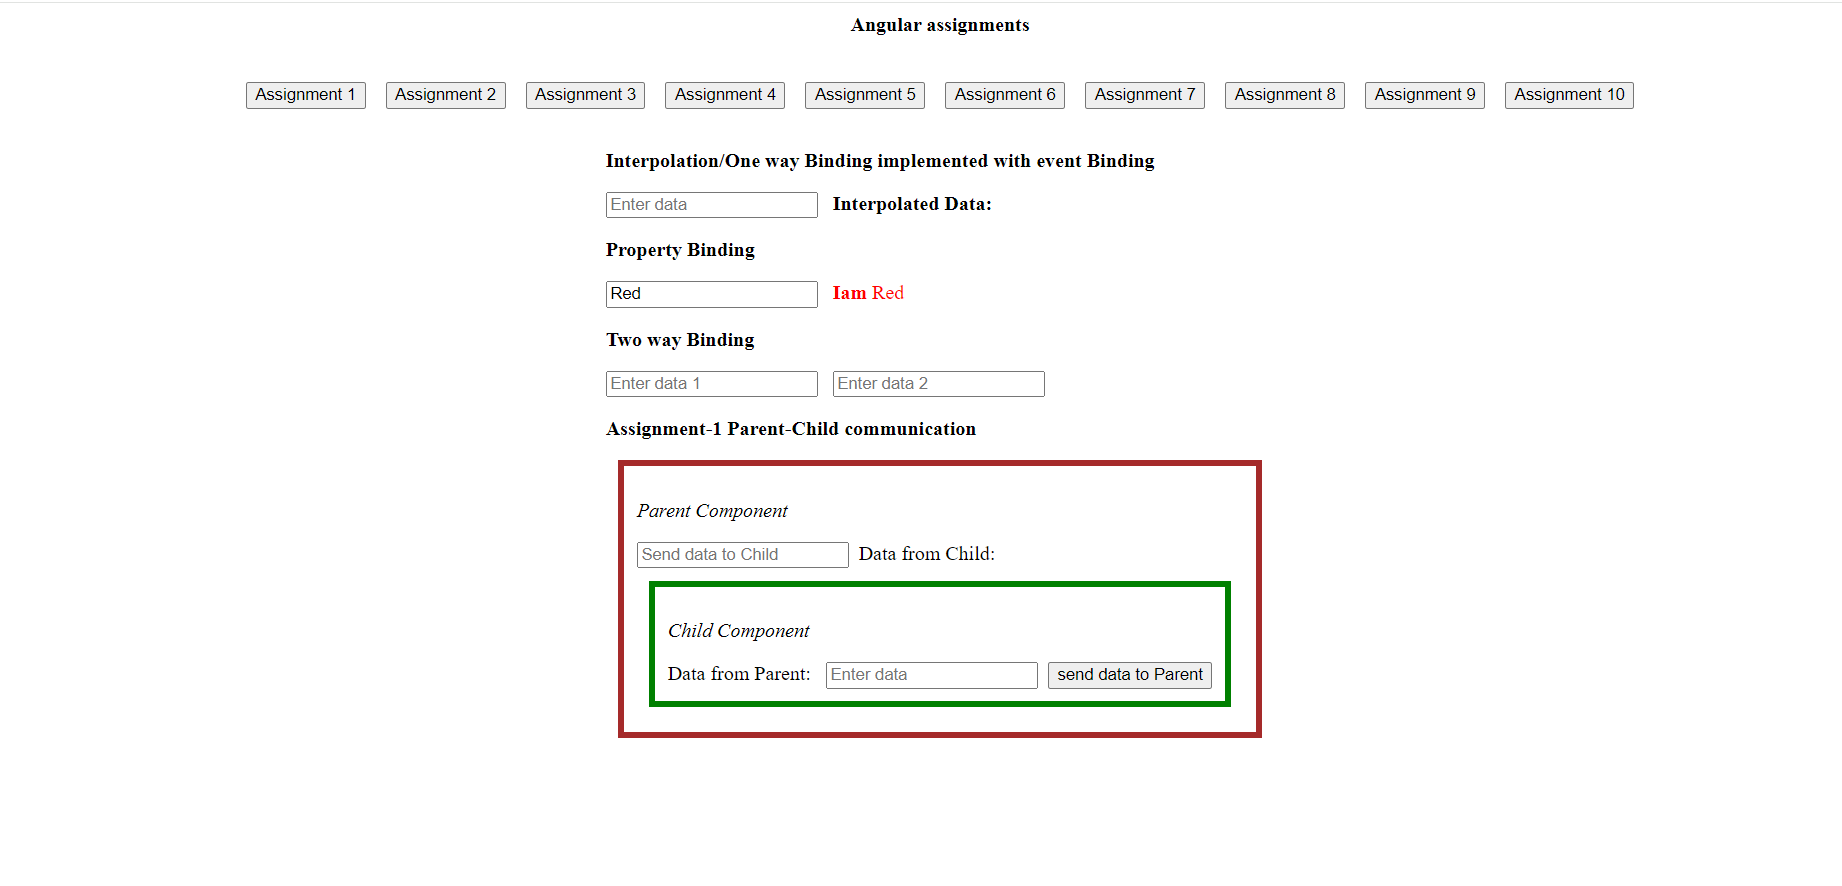 Angular assignments
Assignment 1 Assignment 2 Assignment 3 Assignment 4 Assignment 5 Assignment 6 Assignment 7 Assignment 8 Assignment 9 Assignment 10
Interpolation/One way Binding implemented with event Binding
Enter data Interpolated Data:
Property Binding
Red Iam Red
Two way Binding
Enter data 1 Enter data 2
Assignment-1 Parent-Child communication
Parent Component
Send data to Child Data from Child:
Child Component
Data from Parent: Enter data send data to Parent